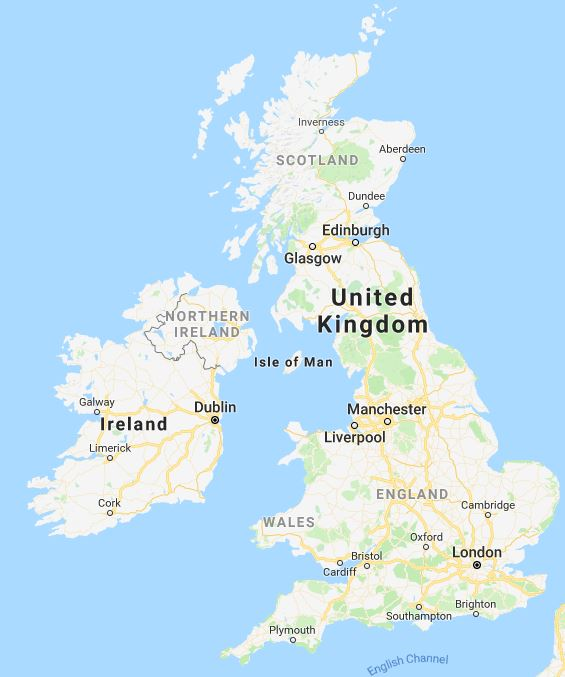 Inverness
Aberdeen
SCOTLAND
Dundee
Edinburgh
Glasgow
United
Kingdom
NORTHERN
IRELAND
Isle of Man
Galway
Dublin
Manchester
Ireland
Liverpool
Limerick
ENGLAND
Cork
Cambridge
WALES
Oxford
London
Bristol
Cardiff
Brighton
Southampton
Plymouth
English Channel